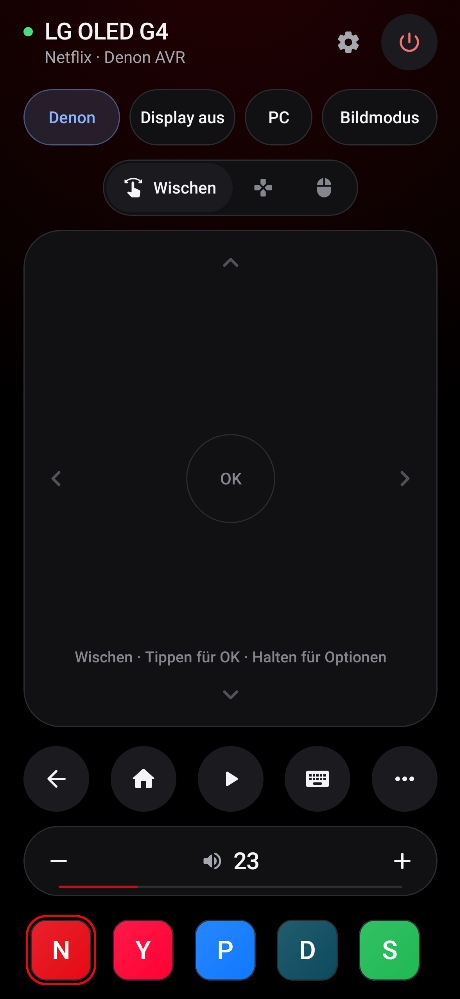 LG OLED G4
Netflix · Denon AVR
Denon
Display aus
PC
Bildmodus
Wischen
OK
Wischen · Tippen für OK · Halten für Optionen
23
N
Y
P
D
S